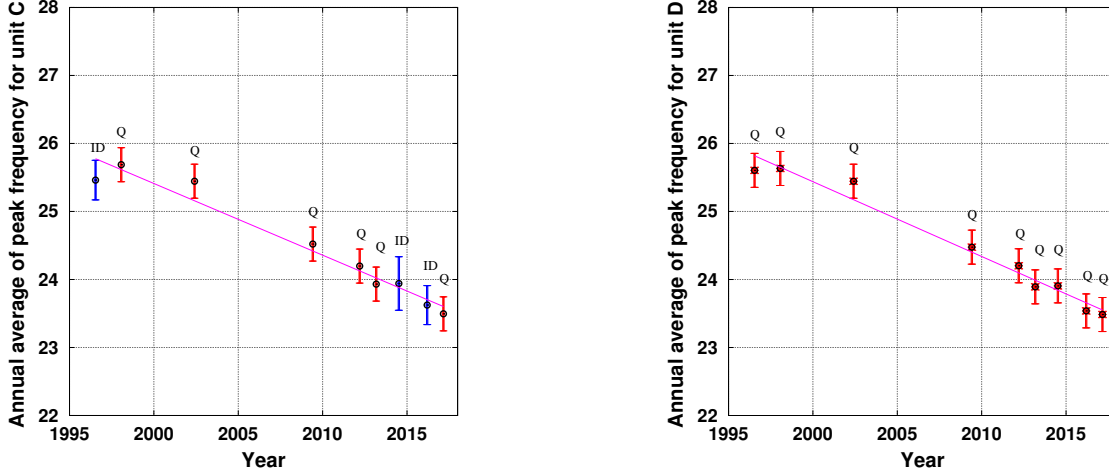 Annual average of peak frequency for unit C
28
27
26
25
24
23
22
1995
2000
2005
2010
2015
Year
ID
Q
Q
Q
Q
Q
ID
ID
Q
Annual average of peak frequency for unit D
28
27
26
25
24
23
22
1995
2000
2005
2010
2015
Year
Q
Q
Q
Q
Q
Q
Q
Q
Q